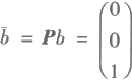 b̄ = Pb = (0
0
1)